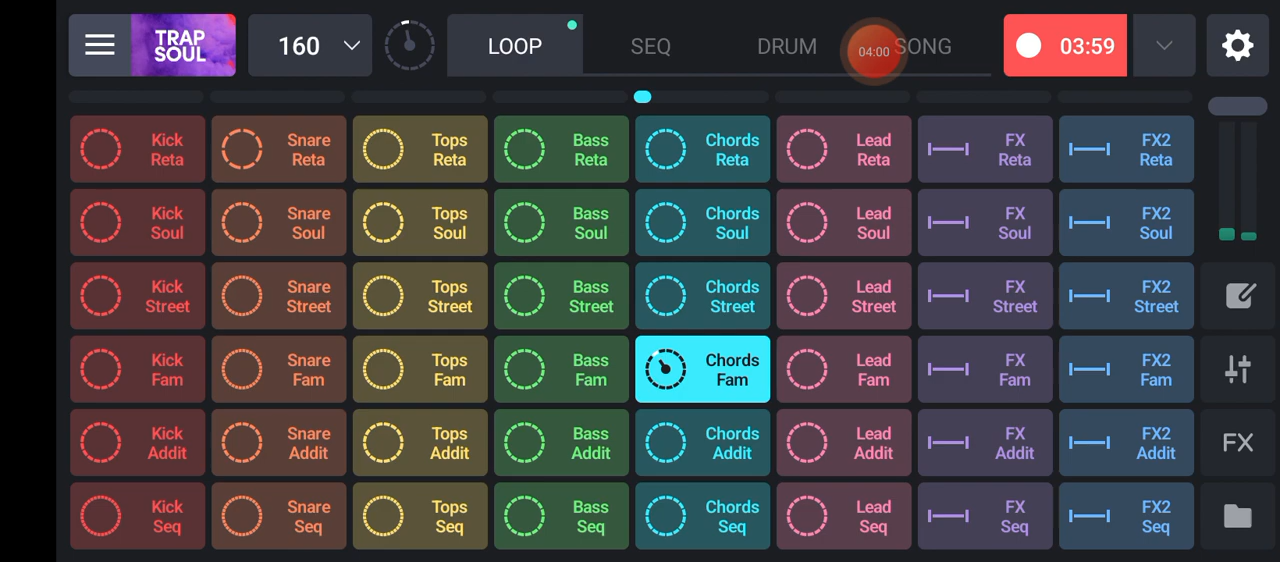 TRAP
SOUL
160
LOOP
SEQ
DRUM
04:00
SONG
03:59
Kick
Reta
Snare
Reta
Tops
Reta
Bass
Reta
Chords
Reta
Lead
Reta
FX
Reta
FX2
Reta
Kick
Soul
Snare
Soul
Tops
Soul
Bass
Soul
Chords
Soul
Lead
Soul
FX
Soul
FX2
Soul
Kick
Street
Snare
Street
Tops
Street
Bass
Street
Chords
Street
Lead
Street
FX
Street
FX2
Street
Kick
Fam
Snare
Fam
Tops
Fam
Bass
Fam
Chords
Fam
Lead
Fam
FX
Fam
FX2
Fam
Kick
Addit
Snare
Addit
Tops
Addit
Bass
Addit
Chords
Addit
Lead
Addit
FX
Addit
FX2
Addit
FX
Kick
Seq
Snare
Seq
Tops
Seq
Bass
Seq
Chords
Seq
Lead
Seq
FX
Seq
FX2
Seq